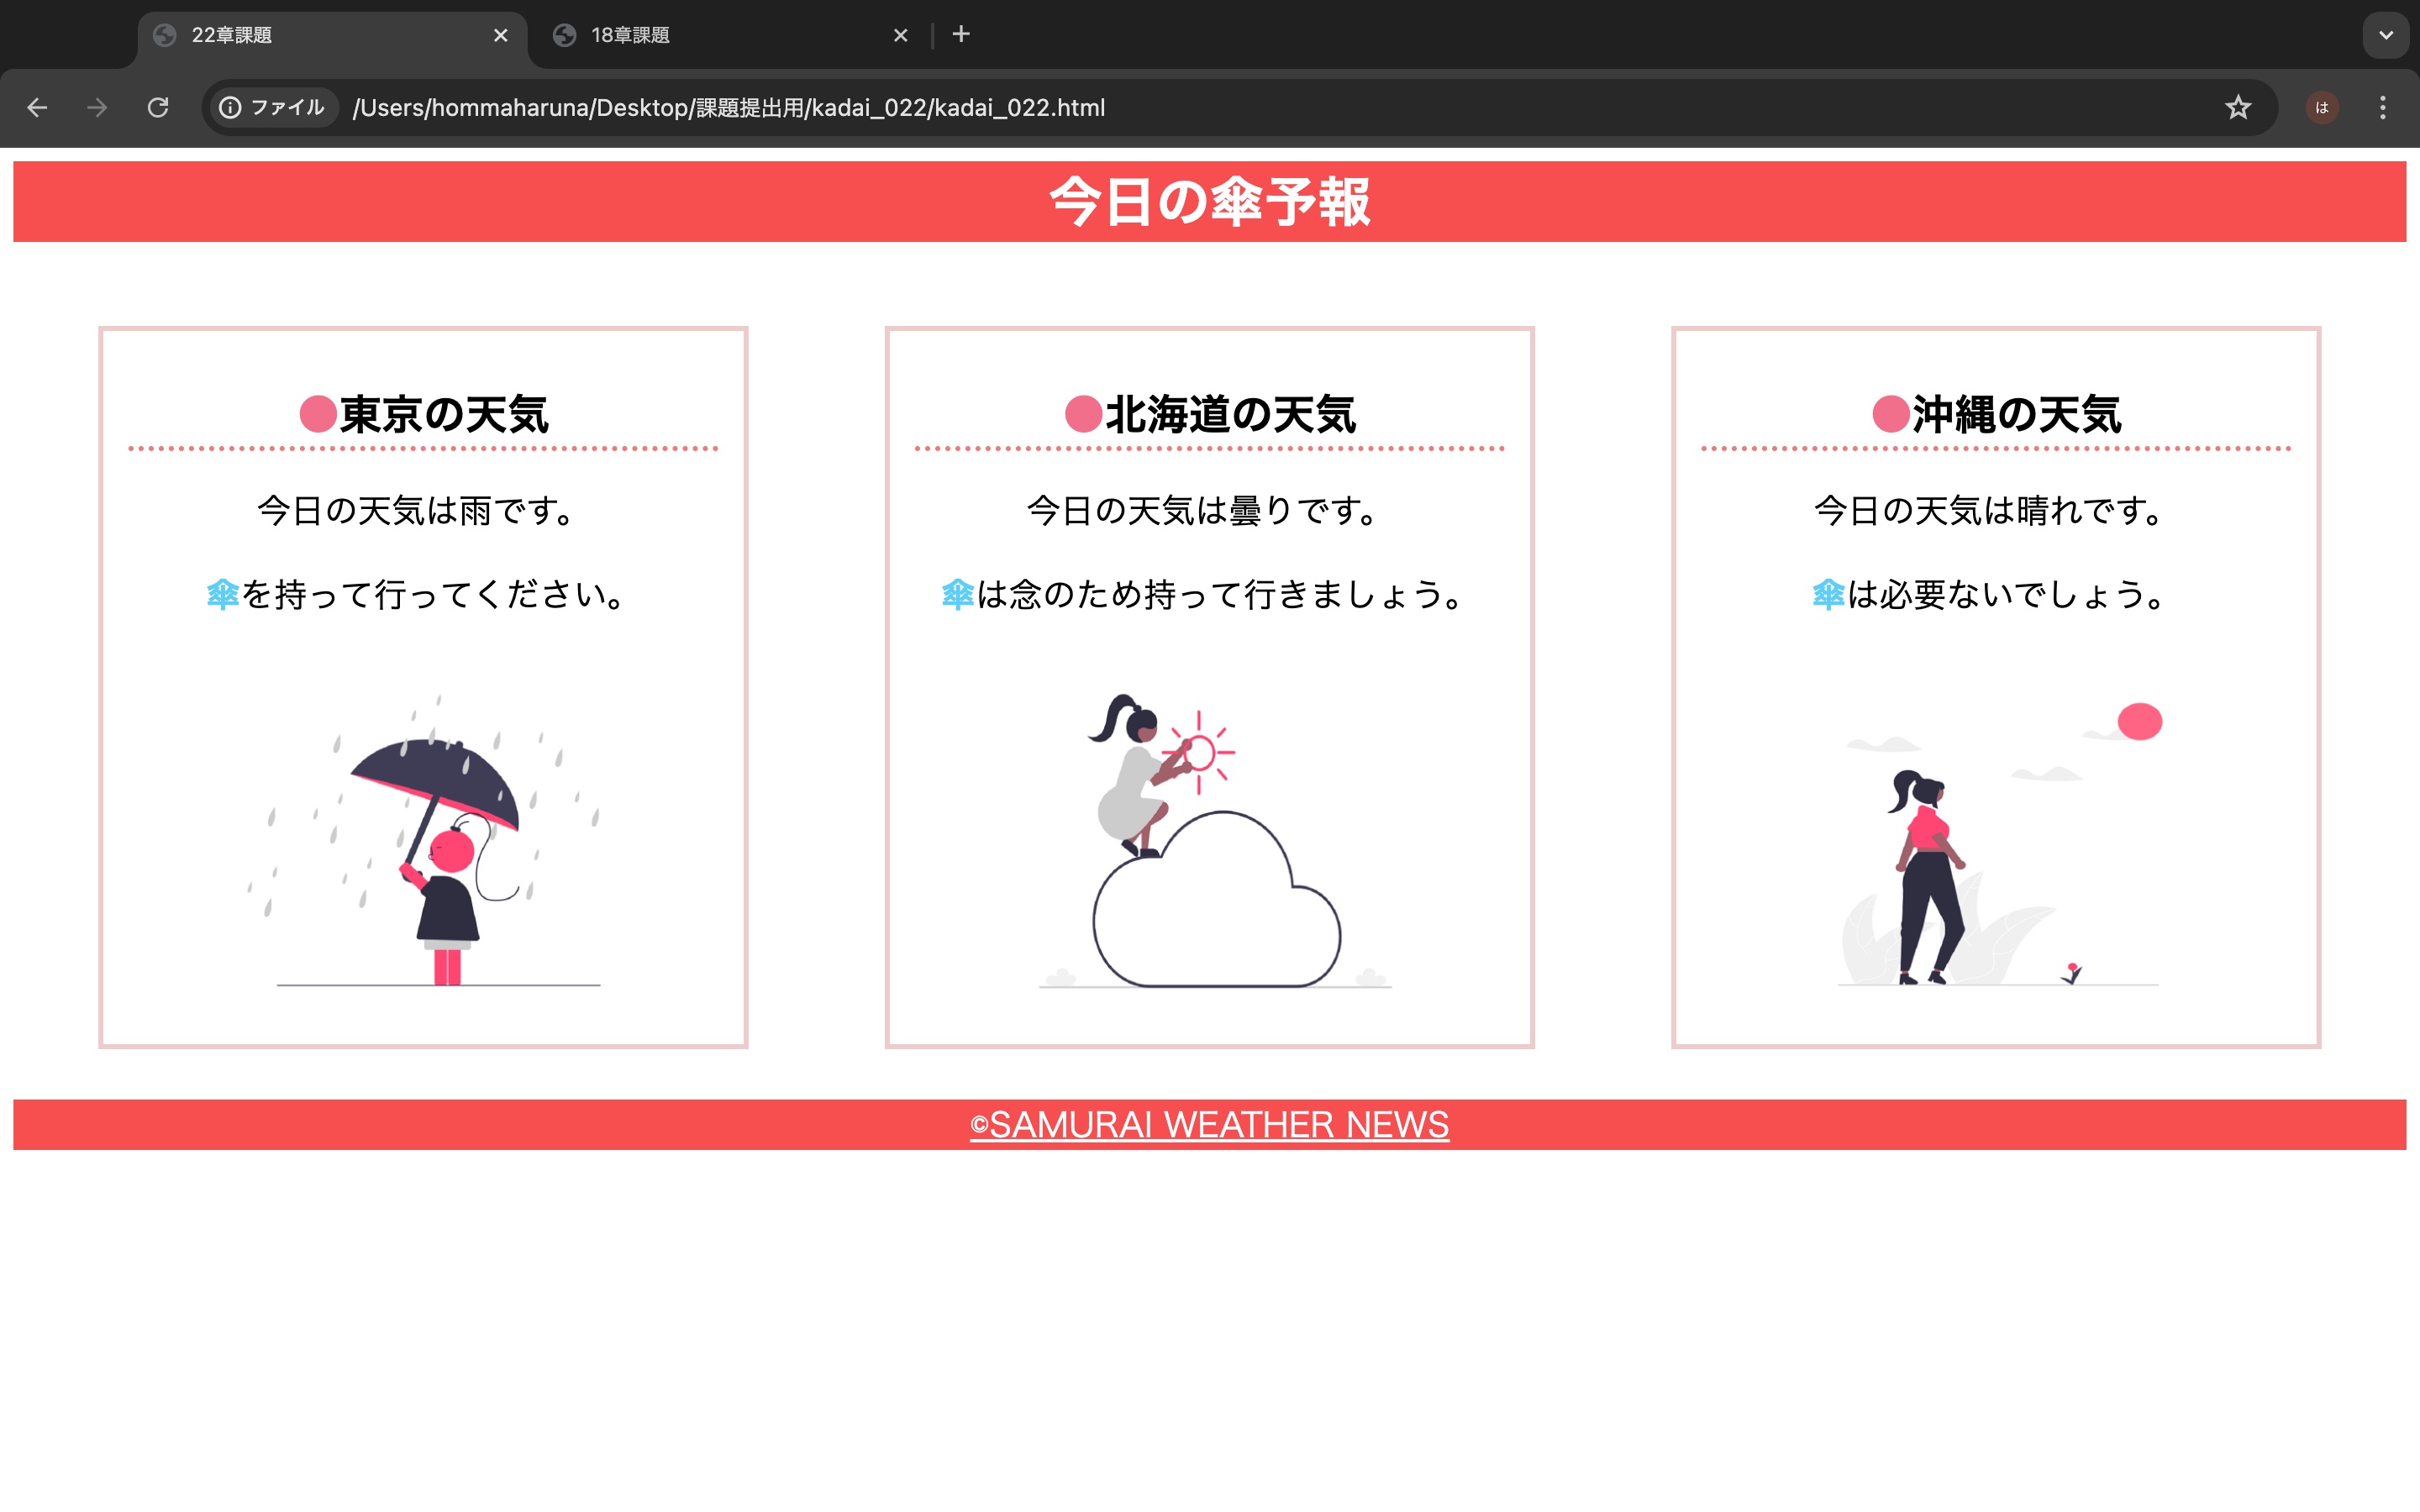 22章課題
18章課題
ファイル /Users/hommaharuna/Desktop/課題提出用/kadai_022/kadai_022.html
は
今日の傘予報
●東京の天気
今日の天気は雨です。
傘を持って行ってください。
●北海道の天気
今日の天気は曇りです。
傘は念のため持って行きましょう。
●沖縄の天気
今日の天気は晴れです。
傘は必要ないでしょう。
©SAMURAI WEATHER NEWS